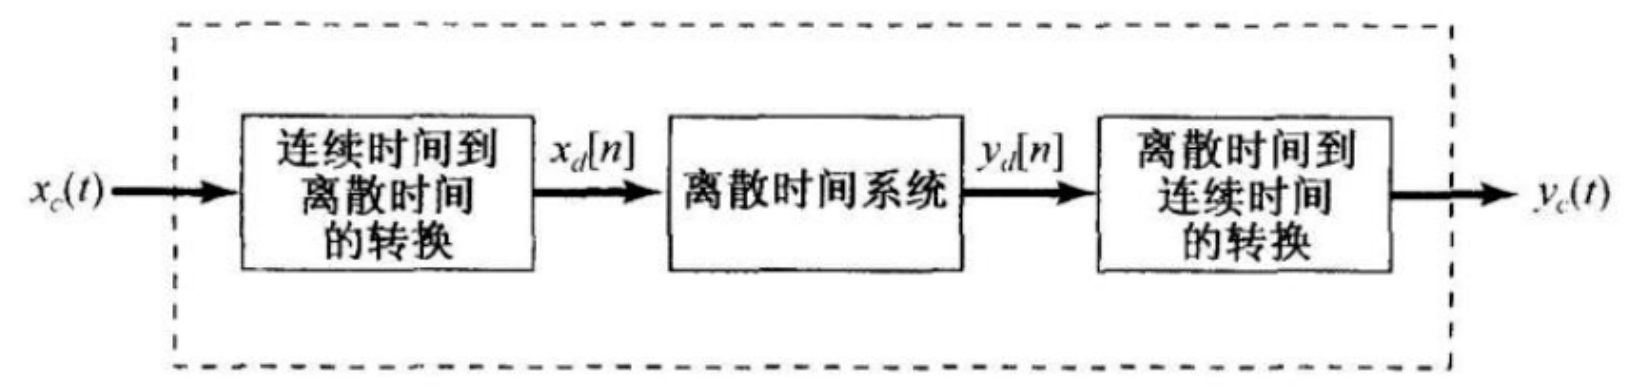 x_c(t)
连续时间到
离散时间
的转换
x_d[n]
离散时间系统
y_d[n]
离散时间到
连续时间
的转换
y_c(t)